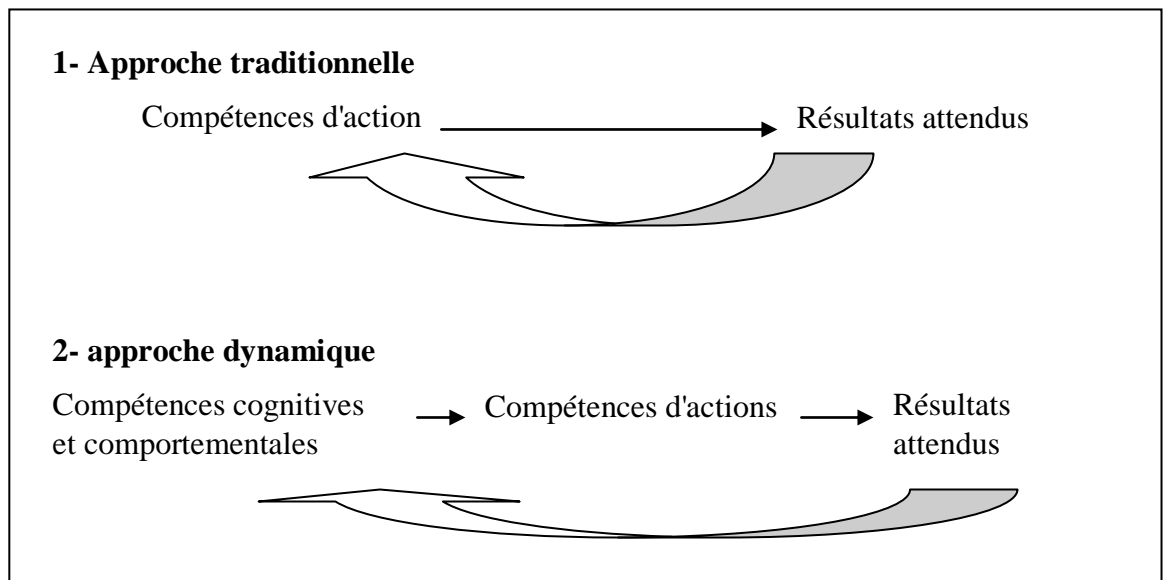 1- Approche traditionnelle
Compétences d'action Résultats attendus
2- approche dynamique
Compétences cognitives Compétences d'actions Résultats
et comportementales attendus